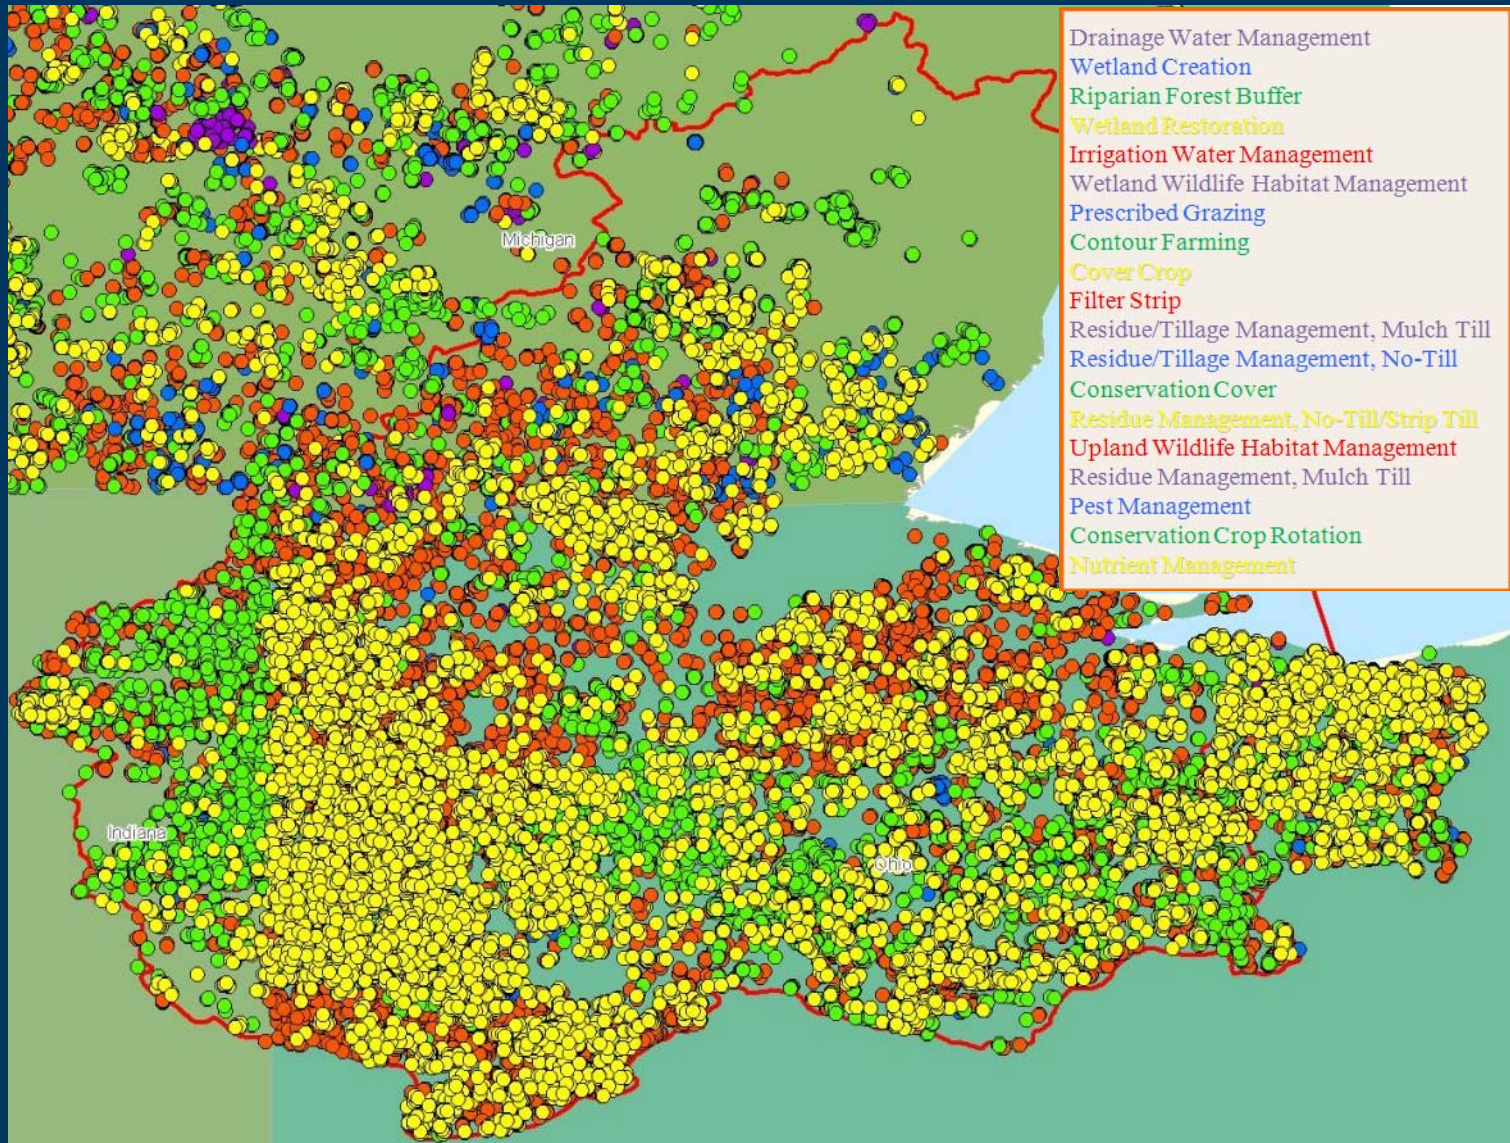 Drainage Water Management
Wetland Creation
Riparian Forest Buffer
Wetland Restoration
Irrigation Water Management
Wetland Wildlife Habitat Management
Prescribed Grazing
Contour Farming
Cover Crop
Filter Strip
Residue/Tillage Management, Mulch Till
Residue/Tillage Management, No-Till
Conservation Cover
Residue Management, No-Till/Strip Till
Upland Wildlife Habitat Management
Residue Management, Mulch Till
Pest Management
Conservation Crop Rotation
Nutrient Management
Michigan
Indiana
Ohio